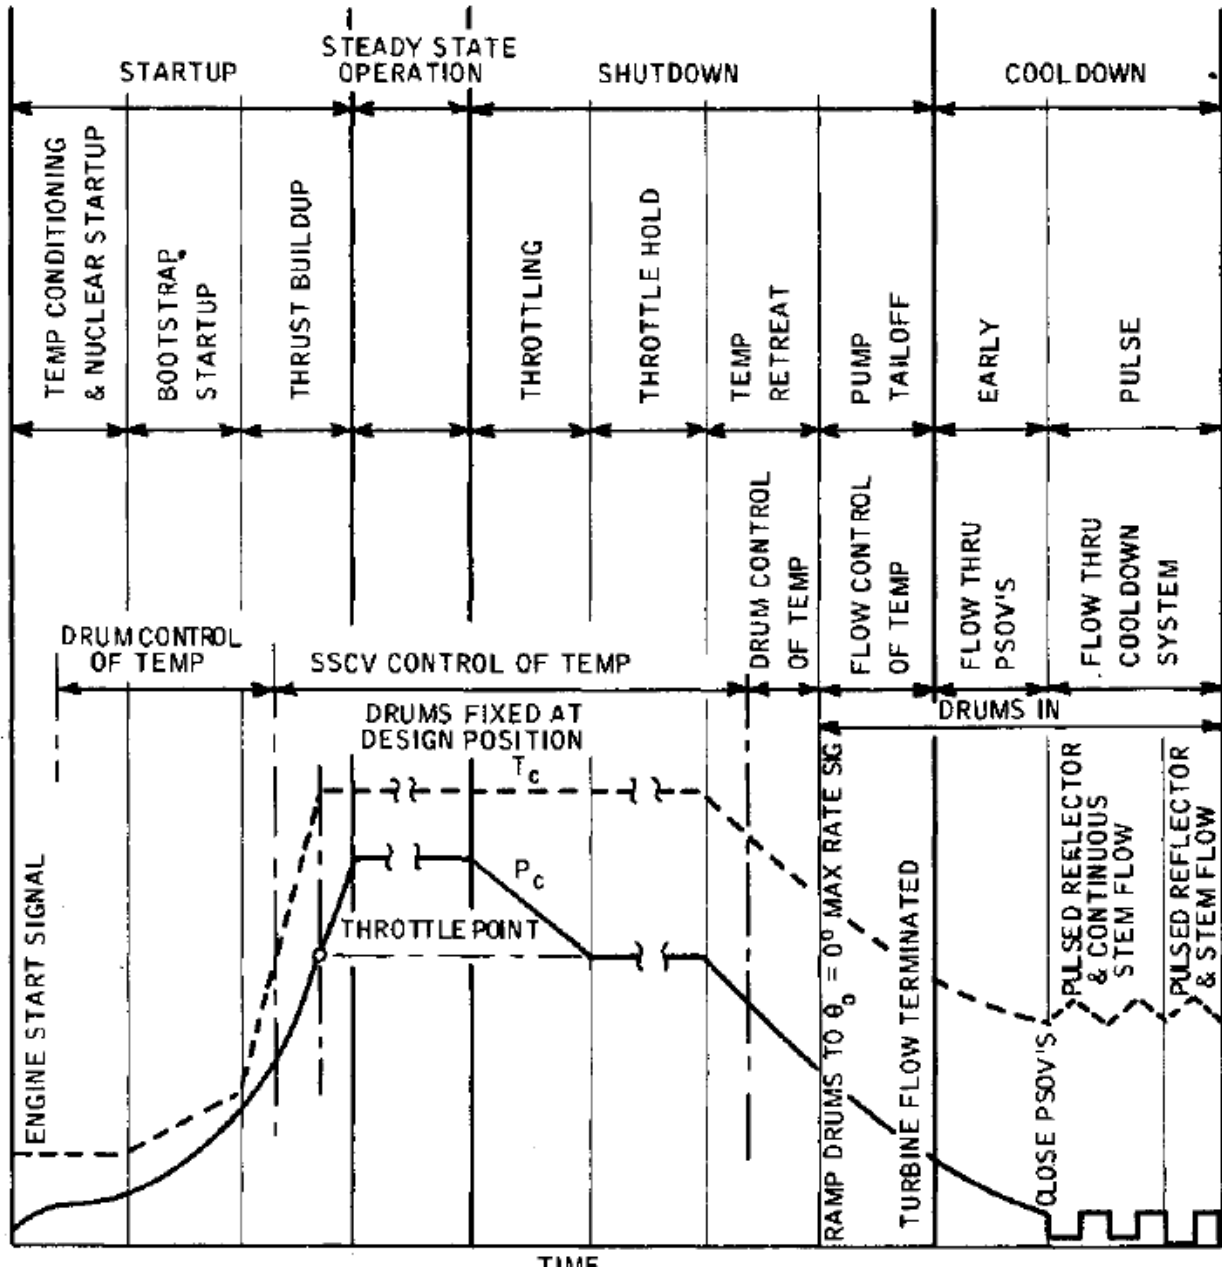 STARTUP
STEADY STATE
OPERATION
SHUTDOWN
COOLDOWN
TEMP CONDITIONING
& NUCLEAR STARTUP
BOOTSTRAP
STARTUP
THRUST BUILDUP
THROTTLING
THROTTLE HOLD
TEMP
RETREAT
PUMP
TAILOFF
EARLY
PULSE
DRUM CONTROL
OF TEMP
SSCV CONTROL OF TEMP
DRUM CONTROL
OF TEMP
FLOW CONTROL
OF TEMP
FLOW THRU
PSOV'S
FLOW THRU
COOLDOWN
SYSTEM
DRUMS FIXED AT
DESIGN POSITION
DRUMS IN
Tc
Pc
THROTTLE POINT
ENGINE START SIGNAL
RAMP DRUMS TO θD = 0° MAX RATE SIG
TURBINE FLOW TERMINATED
CLOSE PSOV'S
PULSED REFLECTOR
& CONTINUOUS
STEM FLOW
PULSED REFLECTOR
& STEM FLOW
TIME